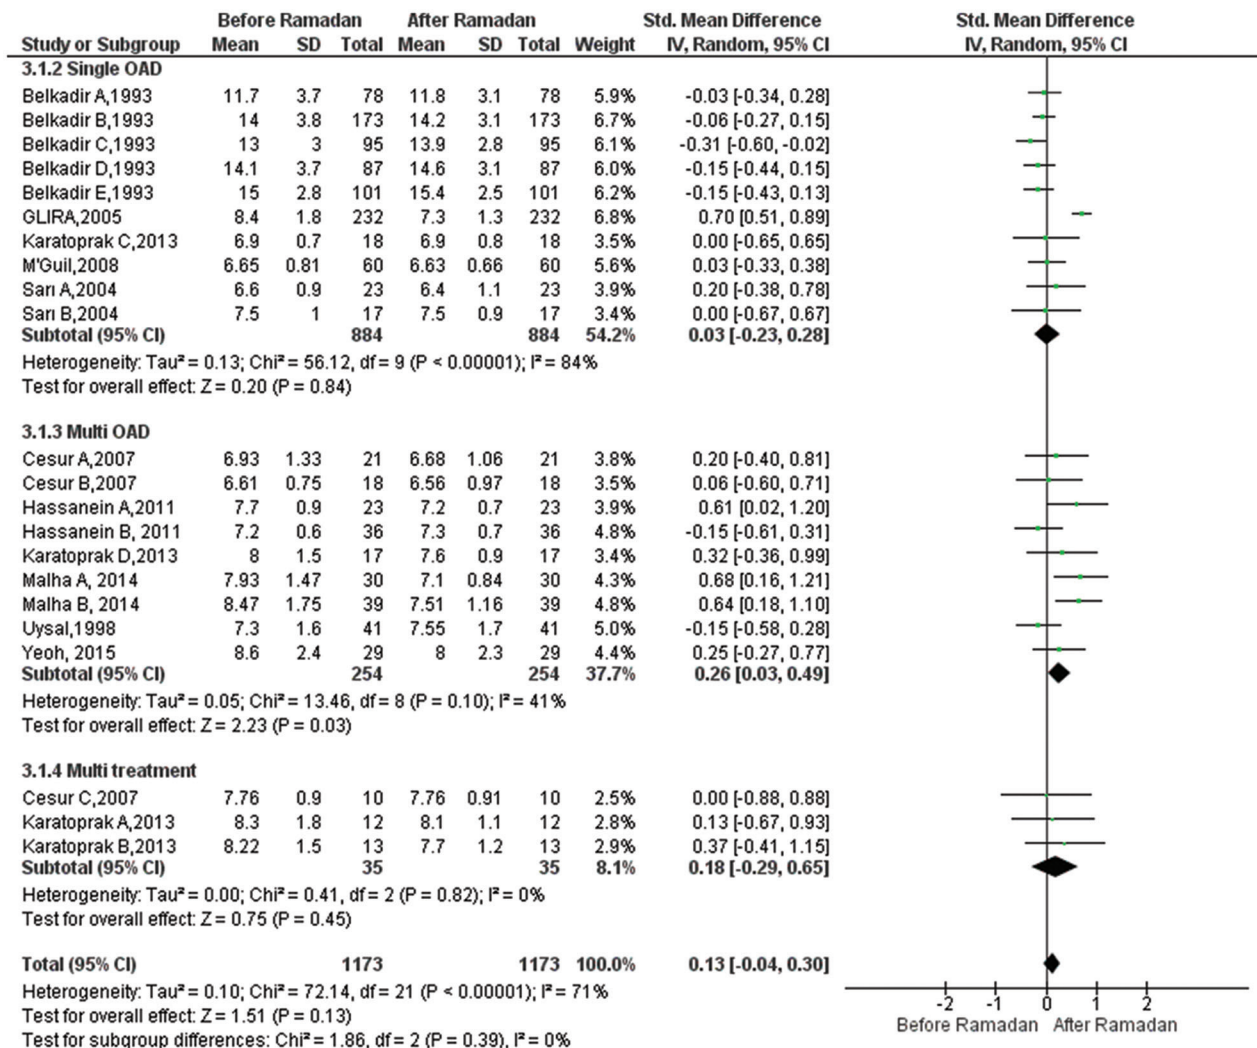 Before Ramadan After Ramadan Std. Mean Difference Std. Mean Difference
Study or Subgroup Mean SD Total Mean SD Total Weight IV, Random, 95% CI IV, Random, 95% CI
3.1.2 Single OAD
Belkadir A,1993 11.7 3.7 78 11.8 3.1 78 5.9% -0.03 [-0.34, 0.28]
Belkadir B,1993 14 3.8 173 14.2 3.1 173 6.7% -0.06 [-0.27, 0.15]
Belkadir C,1993 13 3 95 13.9 2.8 95 6.1% -0.31 [-0.60, -0.02]
Belkadir D,1993 14.1 3.7 87 14.6 3.1 87 6.0% -0.15 [-0.44, 0.15]
Belkadir E,1993 15 2.8 101 15.4 2.5 101 6.2% -0.15 [-0.43, 0.13]
GLIRA,2005 8.4 1.8 232 7.3 1.3 232 6.8% 0.70 [0.51, 0.89]
Karatoprak C,2013 6.9 0.7 18 6.9 0.8 18 3.5% 0.00 [-0.65, 0.65]
M'Guil,2008 6.65 0.81 60 6.63 0.66 60 5.6% 0.03 [-0.33, 0.38]
Sarı A,2004 6.6 0.9 23 6.4 1.1 23 3.9% 0.20 [-0.38, 0.78]
Sarı B,2004 7.5 1 17 7.5 0.9 17 3.4% 0.00 [-0.67, 0.67]
Subtotal (95% CI) 884 884 54.2% 0.03 [-0.23, 0.28]
Heterogeneity: Tau² = 0.13; Chi² = 56.12, df = 9 (P < 0.00001); I² = 84%
Test for overall effect: Z = 0.20 (P = 0.84)
3.1.3 Multi OAD
Cesur A,2007 6.93 1.33 21 6.68 1.06 21 3.8% 0.20 [-0.40, 0.81]
Cesur B,2007 6.61 0.75 18 6.56 0.97 18 3.5% 0.06 [-0.60, 0.71]
Hassanein A,2011 7.7 0.9 23 7.2 0.7 23 3.9% 0.61 [0.02, 1.20]
Hassanein B, 2011 7.2 0.6 36 7.3 0.7 36 4.8% -0.15 [-0.61, 0.31]
Karatoprak D,2013 8 1.5 17 7.6 0.9 17 3.4% 0.32 [-0.36, 0.99]
Malha A, 2014 7.93 1.47 30 7.1 0.84 30 4.3% 0.68 [0.16, 1.21]
Malha B, 2014 8.47 1.75 39 7.51 1.16 39 4.8% 0.64 [0.18, 1.10]
Uysal,1998 7.3 1.6 41 7.55 1.7 41 5.0% -0.15 [-0.58, 0.28]
Yeoh, 2015 8.6 2.4 29 8 2.3 29 4.4% 0.25 [-0.27, 0.77]
Subtotal (95% CI) 254 254 37.7% 0.26 [0.03, 0.49]
Heterogeneity: Tau² = 0.05; Chi² = 13.46, df = 8 (P = 0.10); I² = 41%
Test for overall effect: Z = 2.23 (P = 0.03)
3.1.4 Multi treatment
Cesur C,2007 7.76 0.9 10 7.76 0.91 10 2.5% 0.00 [-0.88, 0.88]
Karatoprak A,2013 8.3 1.8 12 8.1 1.1 12 2.8% 0.13 [-0.67, 0.93]
Karatoprak B,2013 8.22 1.5 13 7.7 1.2 13 2.9% 0.37 [-0.41, 1.15]
Subtotal (95% CI) 35 35 8.1% 0.18 [-0.29, 0.65]
Heterogeneity: Tau² = 0.00; Chi² = 0.41, df = 2 (P = 0.82); I² = 0%
Test for overall effect: Z = 0.75 (P = 0.45)
Total (95% CI) 1173 1173 100.0% 0.13 [-0.04, 0.30]
Heterogeneity: Tau² = 0.10; Chi² = 72.14, df = 21 (P < 0.00001); I² = 71%
-2 -1 0 1 2
Test for overall effect: Z = 1.51 (P = 0.13)
Before Ramadan After Ramadan
Test for subgroup differences: Chi² = 1.86, df = 2 (P = 0.39), I² = 0%